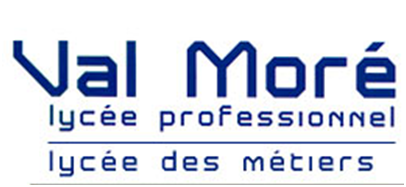 Val Moré
lycée professionnel
lycée des métiers